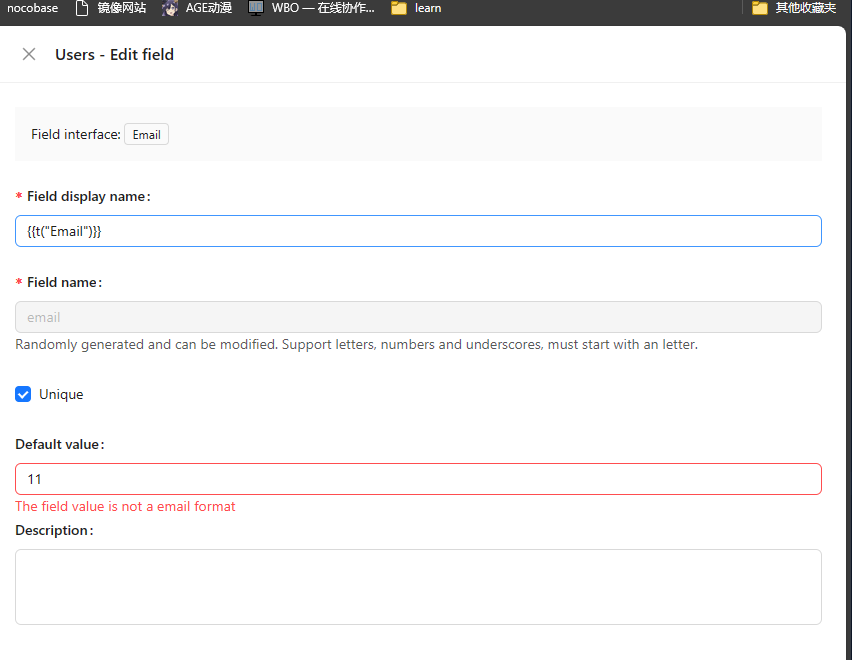 nocobase 镜像网站 AGE动漫 WBO — 在线协作... learn 其他收藏夹
Users - Edit field
Field interface: Email
* Field display name:
{{t("Email")}}
* Field name:
email
Randomly generated and can be modified. Support letters, numbers and underscores, must start with an letter.
Unique
Default value:
11
The field value is not a email format
Description: